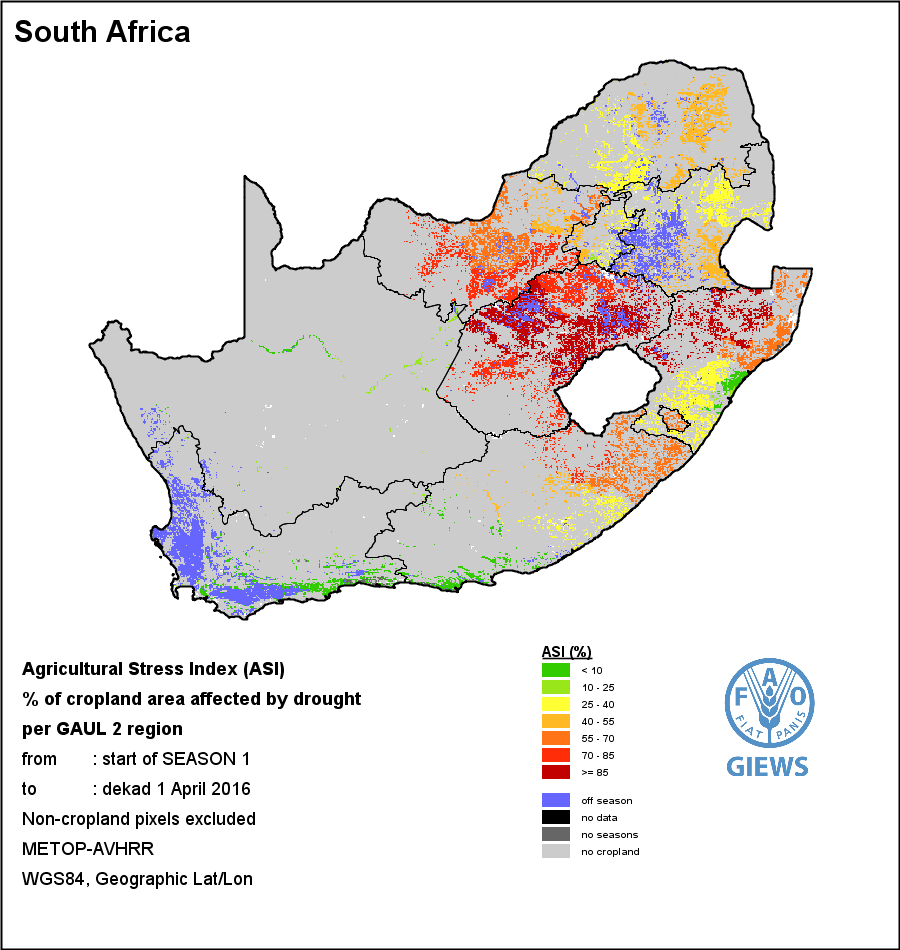 South Africa
Agricultural Stress Index (ASI)
% of cropland area affected by drought
per GAUL 2 region
from : start of SEASON 1
to : dekad 1 April 2016
Non-cropland pixels excluded
METOP-AVHRR
WGS84, Geographic Lat/Lon
ASI (%)
< 10
10 - 25
25 - 40
40 - 55
55 - 70
70 - 85
>= 85
off season
no data
no seasons
no cropland
F A O
FIAT PANIS
GIEWS